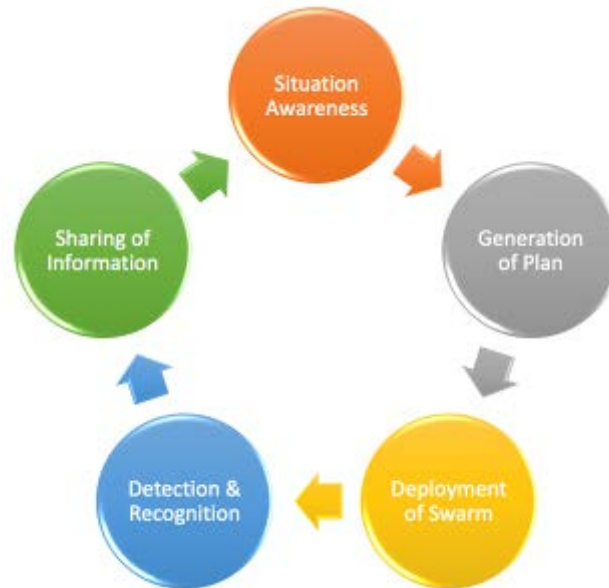 Situation
Awareness
Generation
of Plan
Deployment
of Swarm
Detection &
Recognition
Sharing of
Information